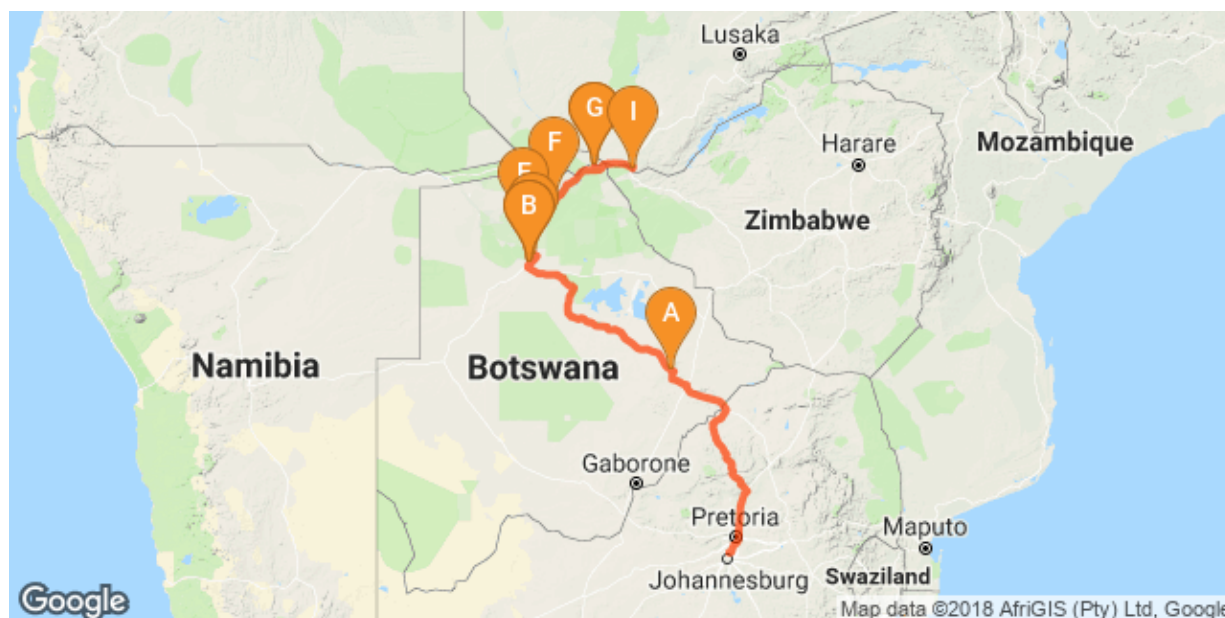 Lusaka
G
I
F
Harare
Mozambique
E
B
Zimbabwe
A
Namibia
Botswana
Gaborone
Pretoria
Maputo
Johannesburg
Swaziland
Google
Map data ©2018 AfriGIS (Pty) Ltd, Google